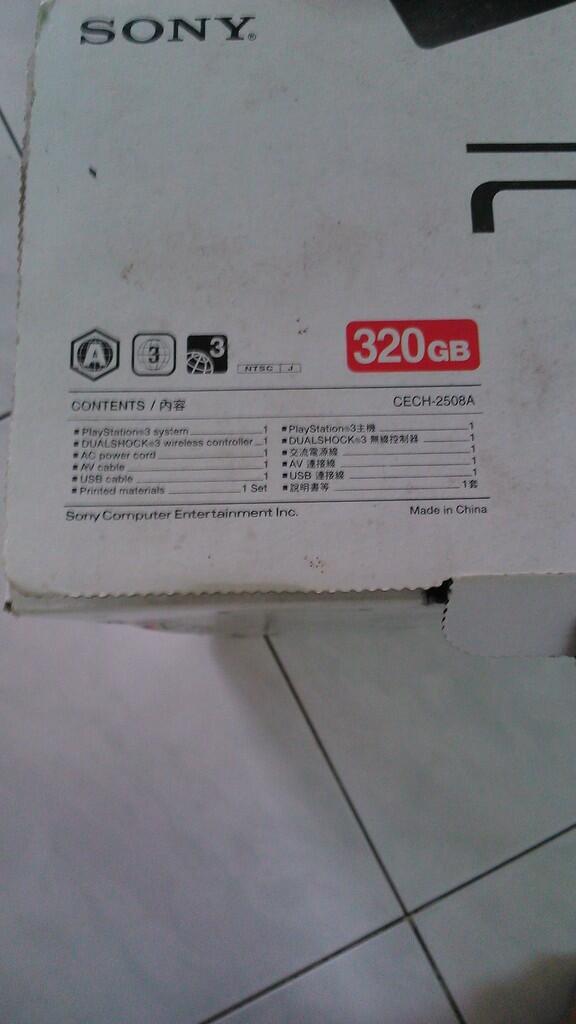 SONY®
A 3 3 NTSC J 320GB
CONTENTS / 內容 CECH-2508A
■ PlayStation®3 system 1 ■ PlayStation®3主機 1
■ DUALSHOCK®3 wireless controller 1 ■ DUALSHOCK®3 無線控制器 1
■ AC power cord 1 ■ 交流電源線 1
■ AV cable 1 ■ AV 連接線 1
■ USB cable 1 ■ USB 連接線 1
■ Printed materials 1 Set ■ 說明書等 1套
Sony Computer Entertainment Inc. Made in China